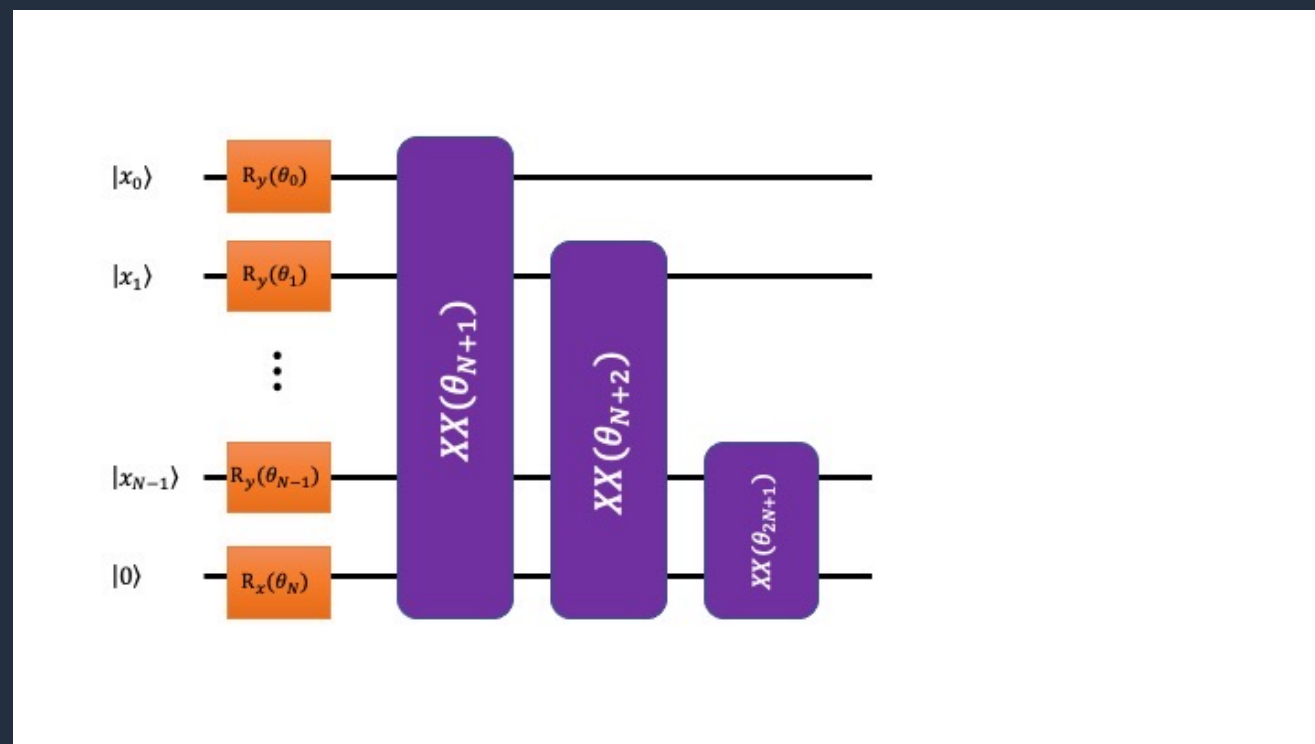 |x₀⟩ R_y(θ₀)
|x₁⟩ R_y(θ₁)
⋮
|x_{N−1}⟩ R_y(θ_{N−1})
|0⟩ R_x(θ_N)
XX(θ_{N+1})
XX(θ_{N+2})
XX(θ_{2N+1})